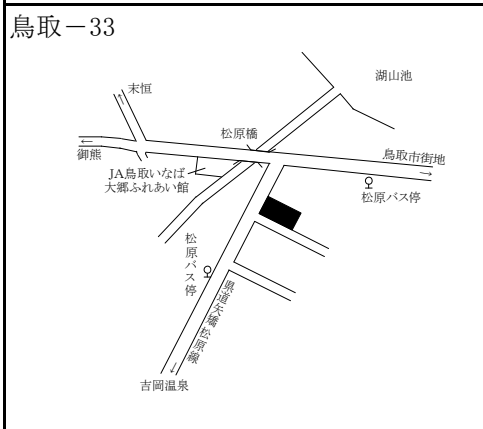 鳥取－33
湖山池
末恒
松原橋
御熊
鳥取市街地
→
←
←
JA鳥取いなば
大郷ふれあい館
松原バス停
松原バス停
県道矢矯松原線
←
吉岡温泉